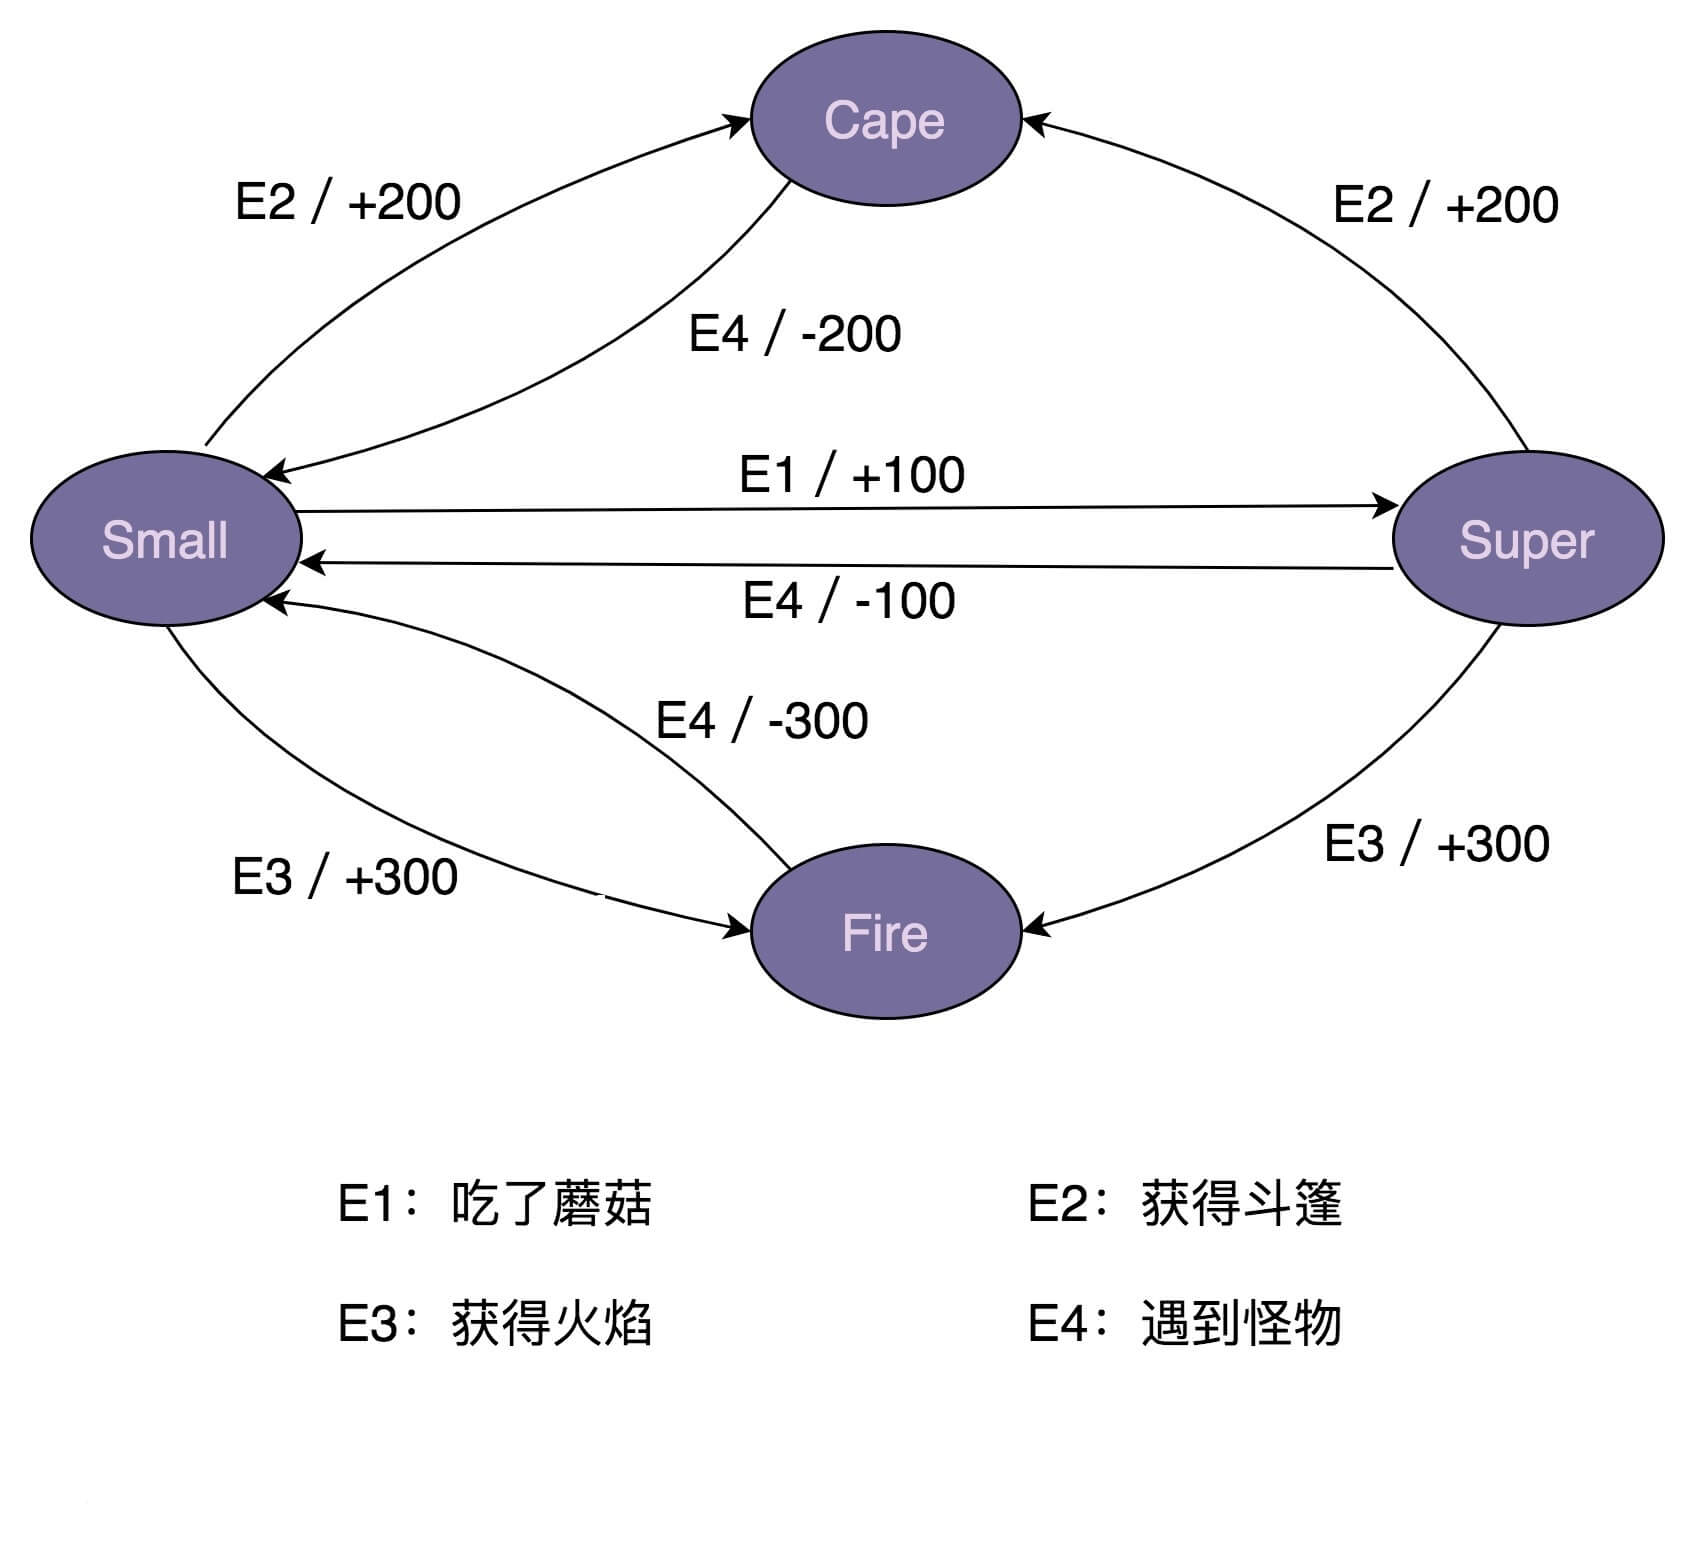 Cape
E2 / +200
E2 / +200
E4 / -200
E1 / +100
Small
Super
E4 / -100
E4 / -300
E3 / +300
E3 / +300
Fire
E1：吃了蘑菇
E2：获得斗篷
E3：获得火焰
E4：遇到怪物